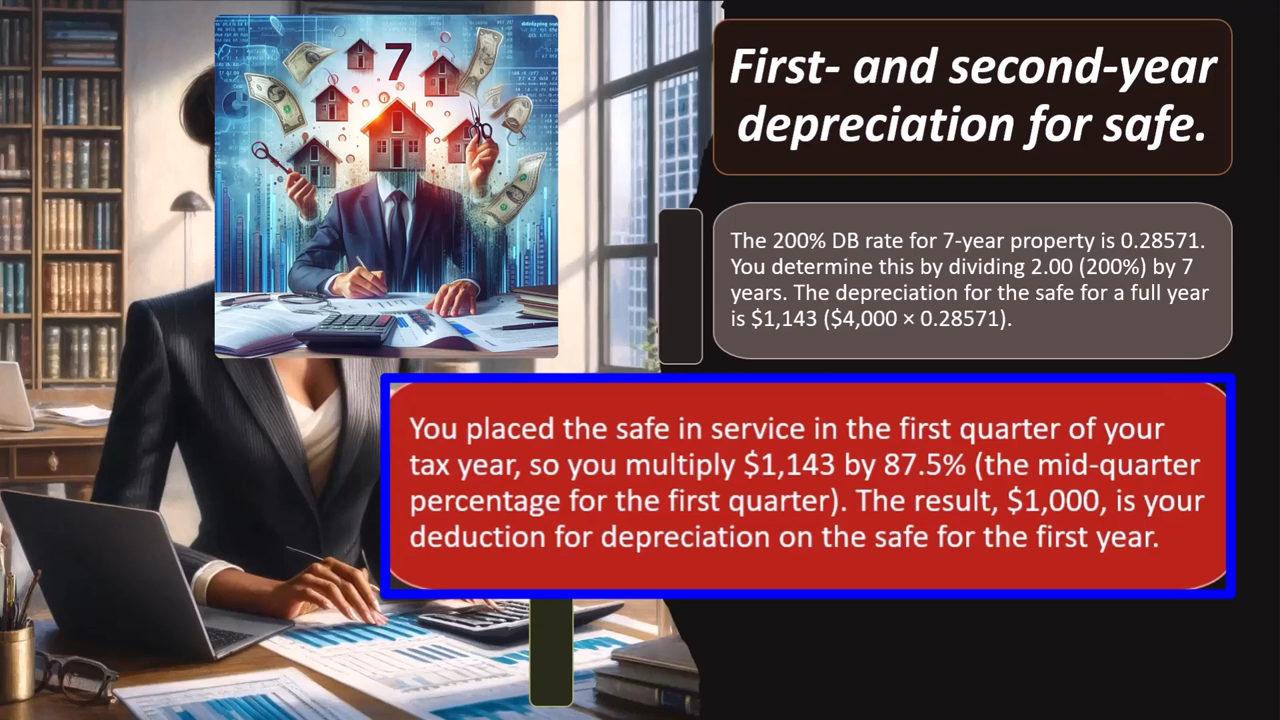 7
First- and second-year
depreciation for safe.
The 200% DB rate for 7-year property is 0.28571.
You determine this by dividing 2.00 (200%) by 7
years. The depreciation for the safe for a full year
is $1,143 ($4,000 × 0.28571).
You placed the safe in service in the first quarter of your
tax year, so you multiply $1,143 by 87.5% (the mid-quarter
percentage for the first quarter). The result, $1,000, is your
deduction for depreciation on the safe for the first year.